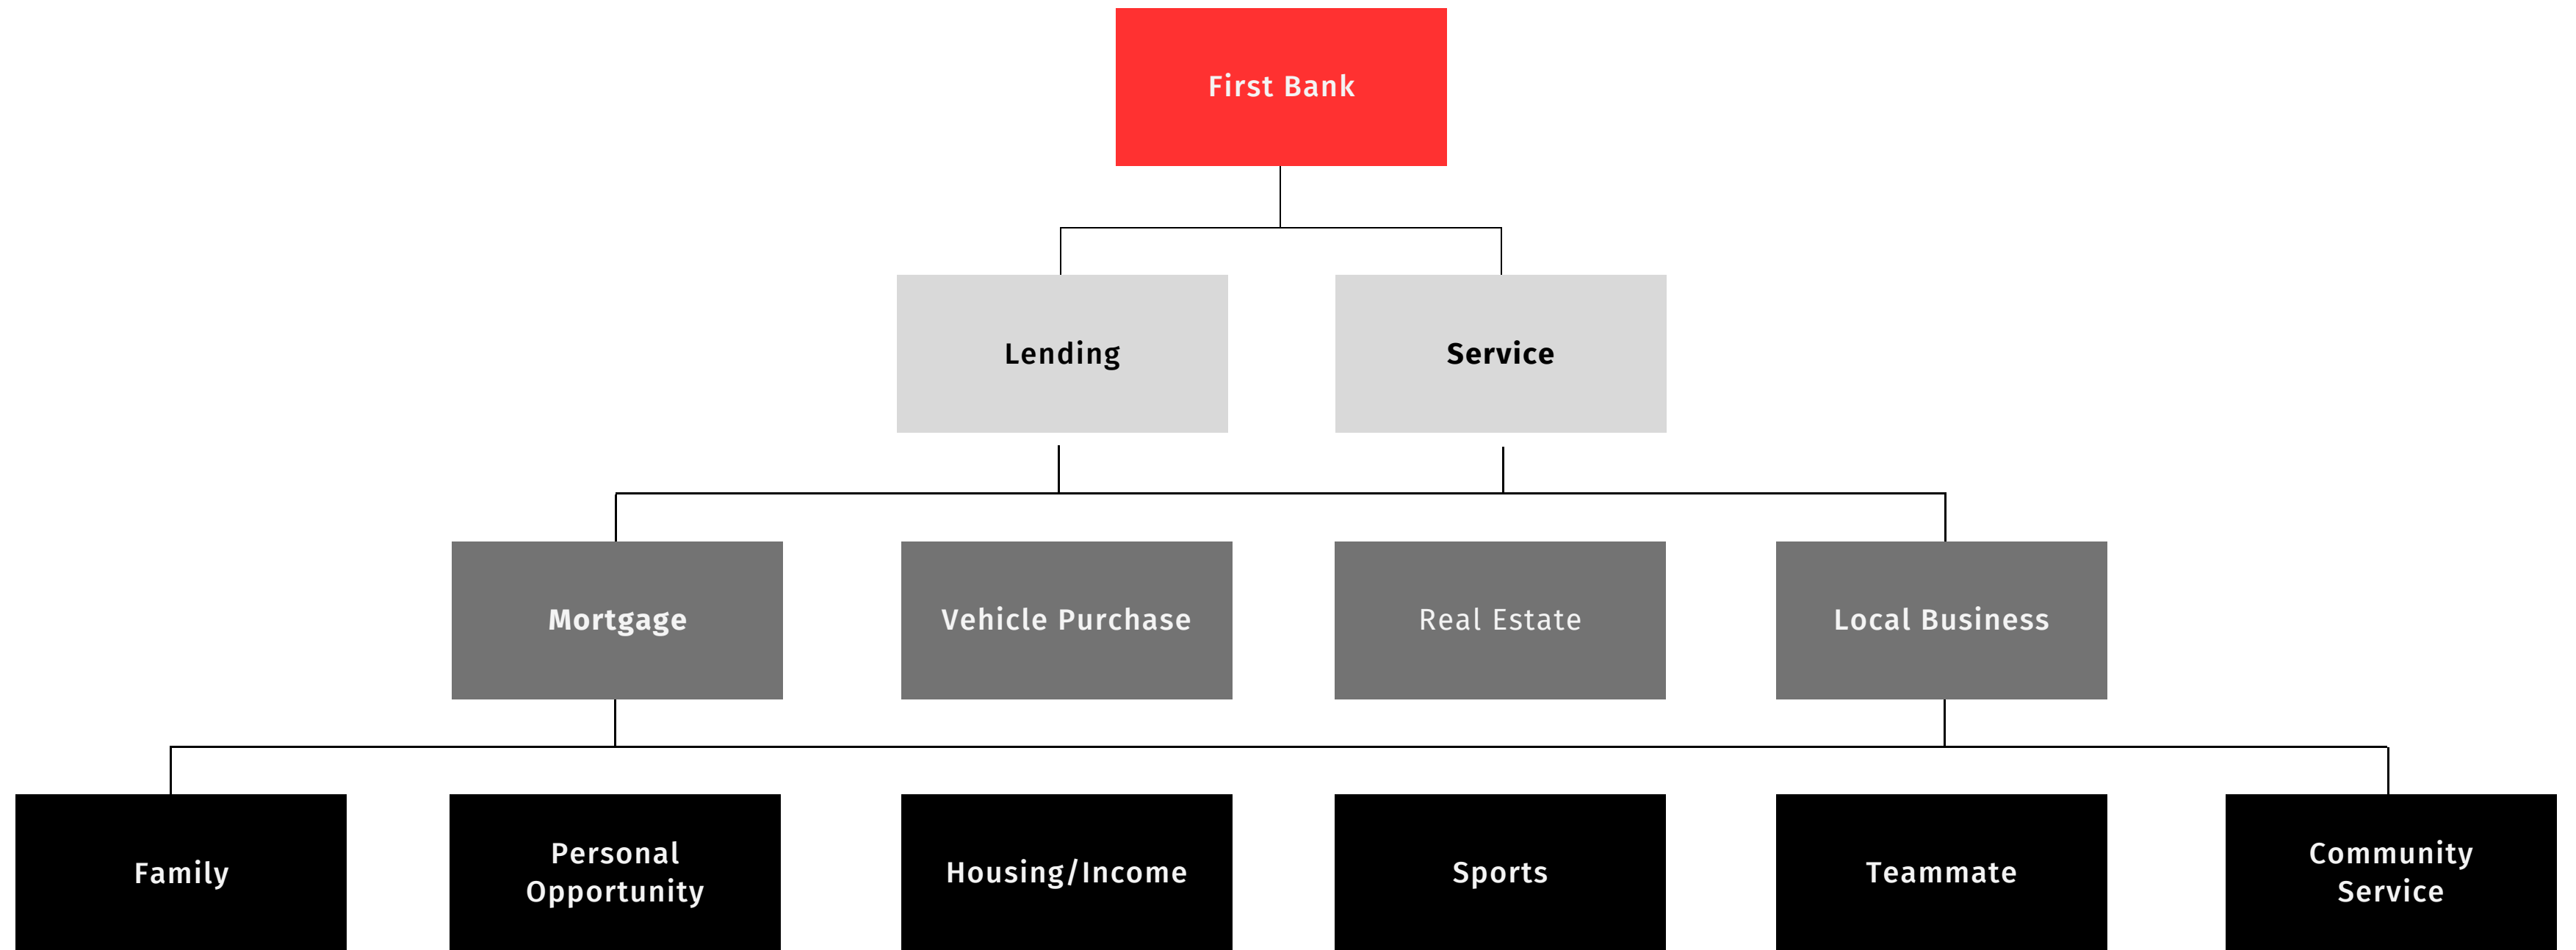 First Bank
Lending
Service
Mortgage
Vehicle Purchase
Real Estate
Local Business
Family
Personal
Opportunity
Housing/Income
Sports
Teammate
Community
Service